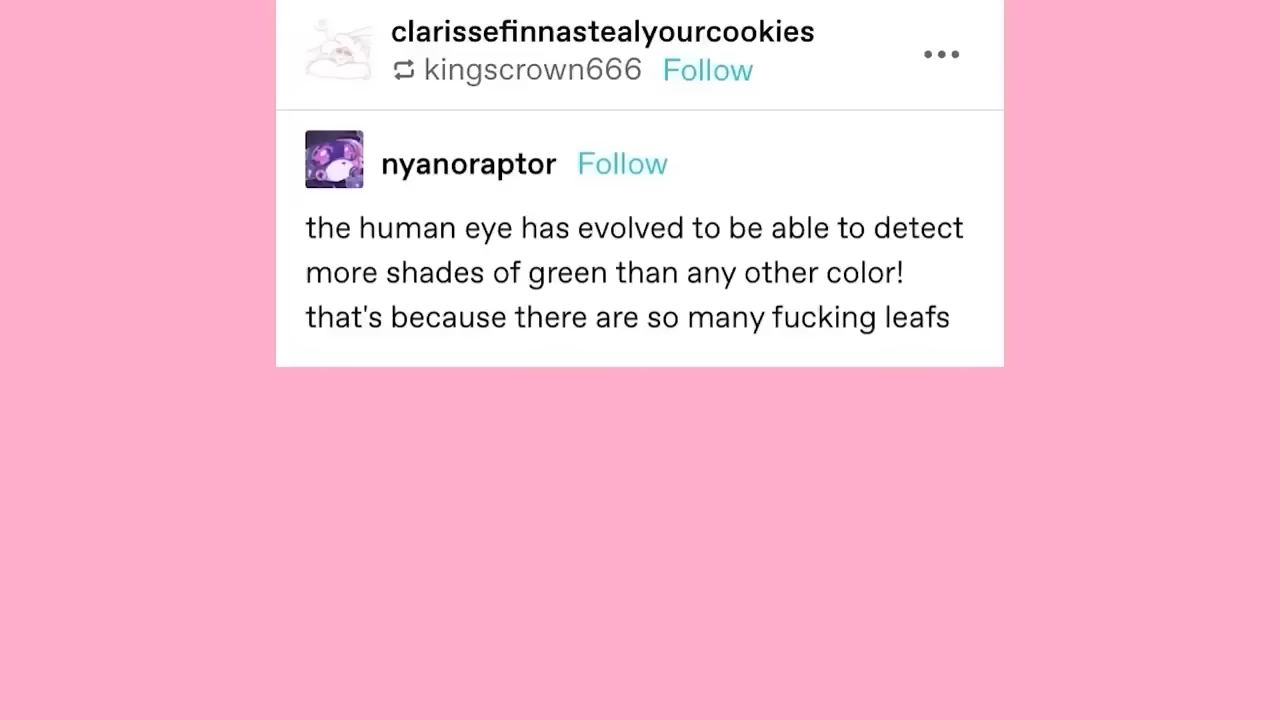 clarissefinnastealyourcookies
kingscrown666 Follow
nyanoraptor Follow
the human eye has evolved to be able to detect
more shades of green than any other color!
that's because there are so many fucking leafs